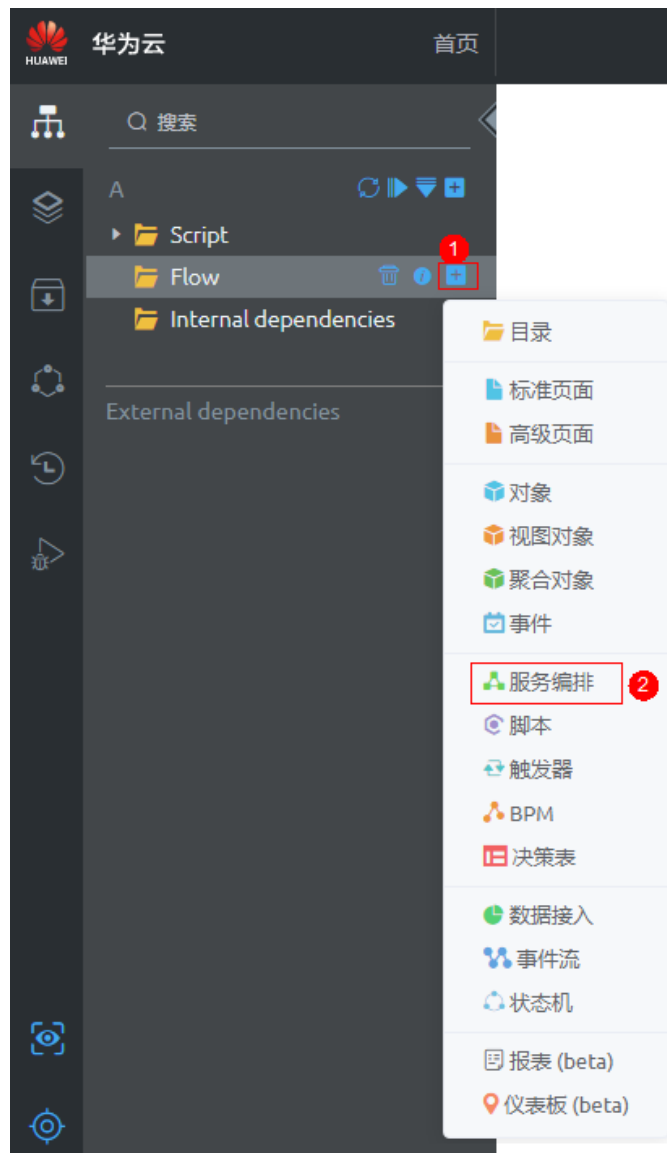 HUAWEI
华为云
首页
搜索
A
Script
1
Flow
Internal dependencies
External dependencies
目录
标准页面
高级页面
对象
视图对象
聚合对象
事件
服务编排
2
脚本
触发器
BPM
决策表
数据接入
事件流
状态机
报表 (beta)
仪表板 (beta)